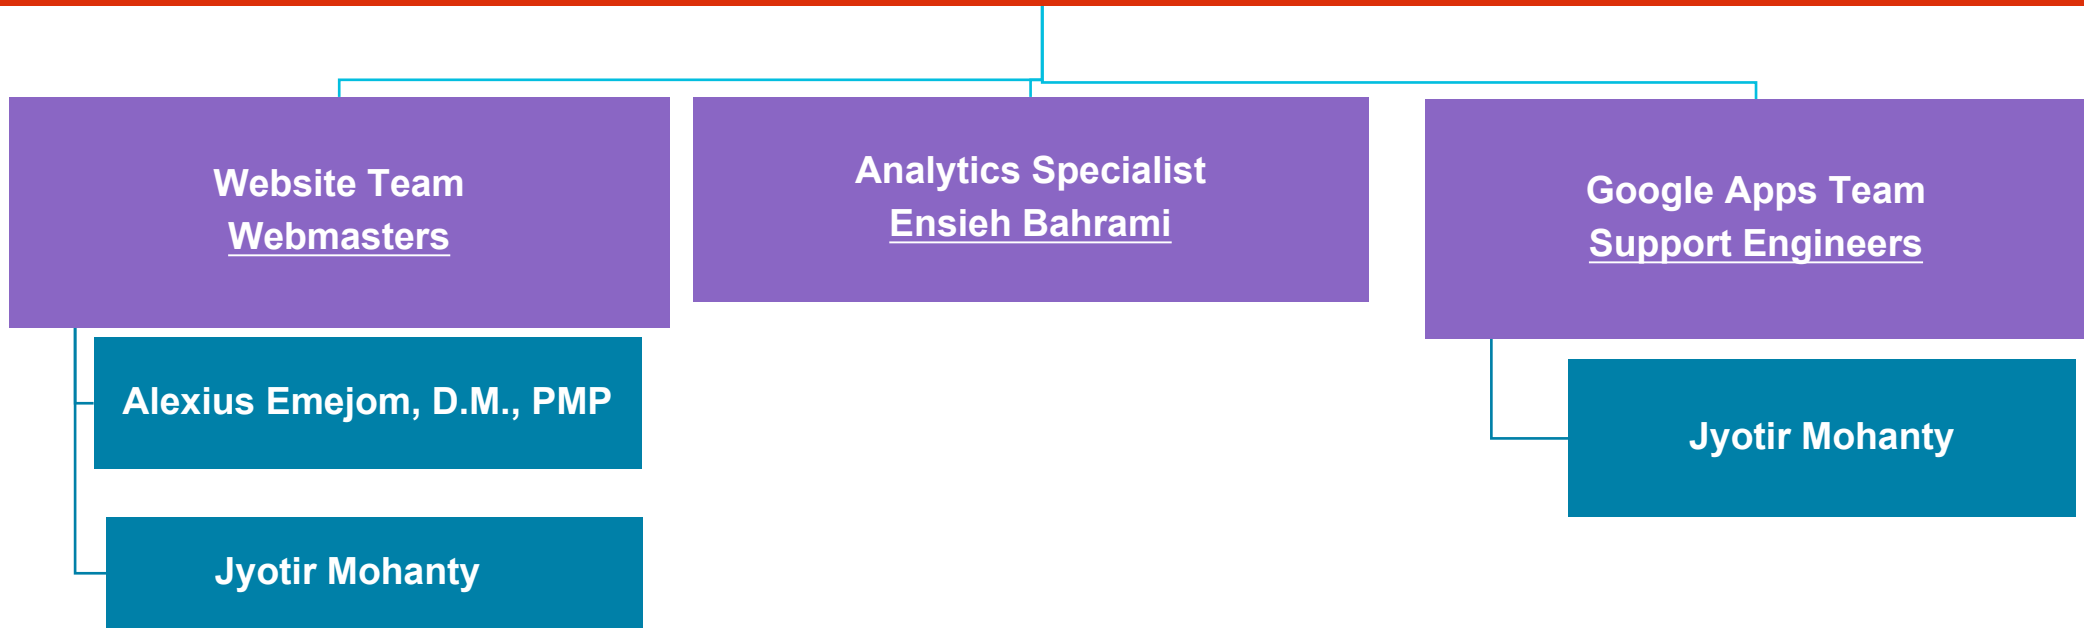 Website Team
Webmasters
Analytics Specialist
Ensieh Bahrami
Google Apps Team
Support Engineers
Alexius Emejom, D.M., PMP
Jyotir Mohanty
Jyotir Mohanty